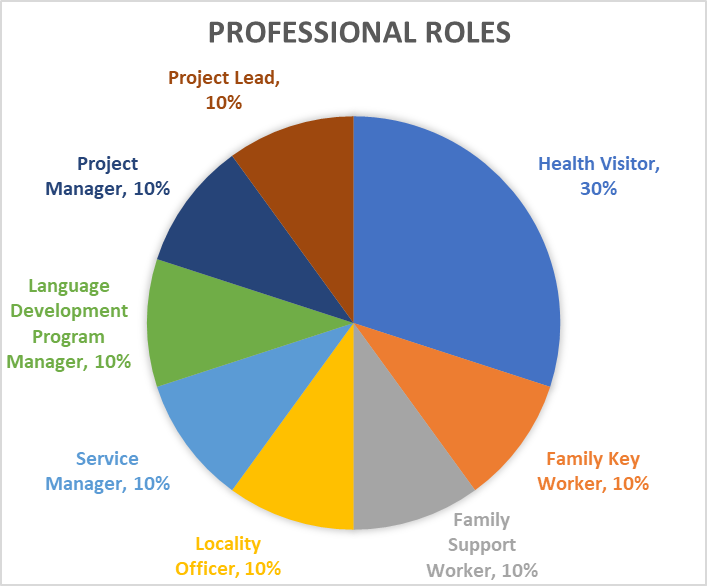 PROFESSIONAL ROLES
Project Lead,
10%
Health Visitor,
30%
Project
Manager, 10%
Language
Development
Program
Manager, 10%
Service
Manager, 10%
Family Key
Worker, 10%
Locality
Officer, 10%
Family
Support
Worker, 10%